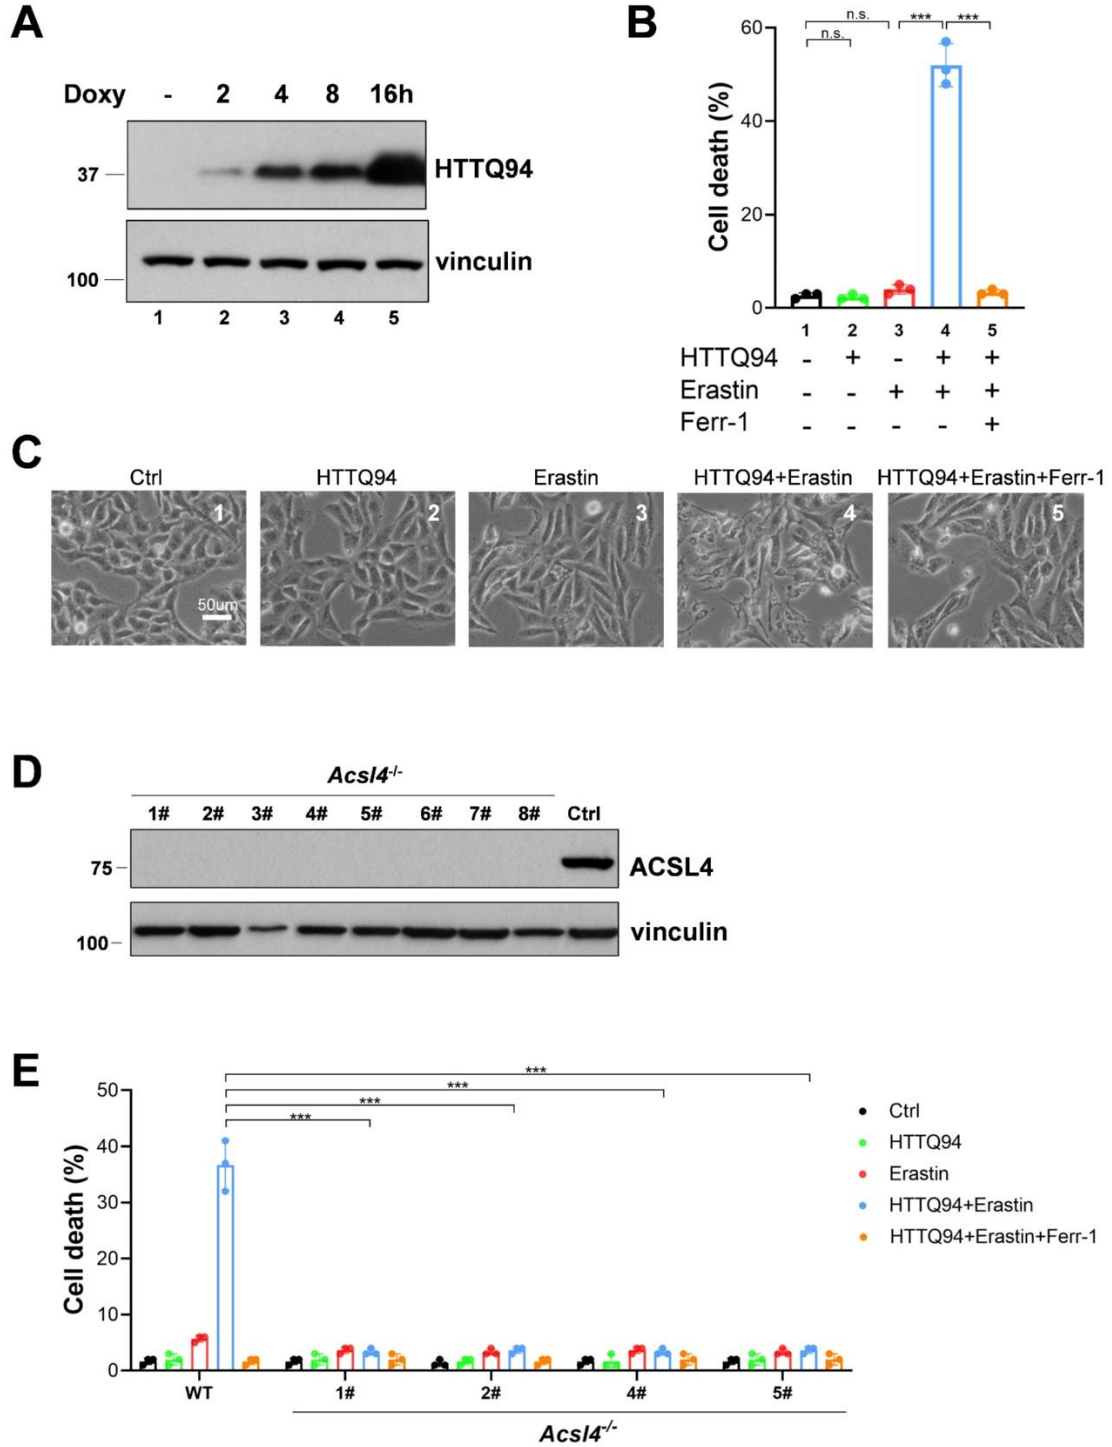 A
Doxy - 2 4 8 16h
37
HTTQ94
100
vinculin
1 2 3 4 5
B
n.s. *** ***
n.s.
Cell death (%)
60
40
20
0
1 2 3 4 5
HTTQ94 - + - + +
Erastin - - + + +
Ferr-1 - - - - +
C
Ctrl HTTQ94 Erastin HTTQ94+Erastin HTTQ94+Erastin+Ferr-1
1 2 3 4 5
50um
D
Acsl4-/-
1# 2# 3# 4# 5# 6# 7# 8# Ctrl
75
ACSL4
100
vinculin
E
***
***
***
***
Cell death (%)
50
40
30
20
10
0
WT 1# 2# 4# 5#
Acsl4-/-
Ctrl
HTTQ94
Erastin
HTTQ94+Erastin
HTTQ94+Erastin+Ferr-1